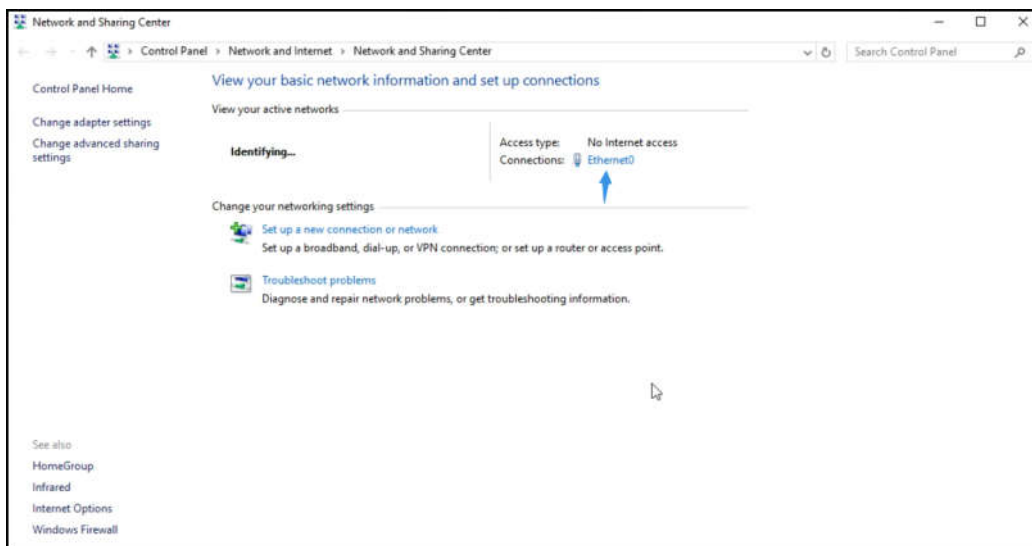 Network and Sharing Center
Control Panel > Network and Internet > Network and Sharing Center
Search Control Panel
Control Panel Home
Change adapter settings
Change advanced sharing
settings
View your basic network information and set up connections
View your active networks
Identifying...
Access type: No Internet access
Connections: Ethernet0
Change your networking settings
Set up a new connection or network
Set up a broadband, dial-up, or VPN connection; or set up a router or access point.
Troubleshoot problems
Diagnose and repair network problems, or get troubleshooting information.
See also
HomeGroup
Infrared
Internet Options
Windows Firewall